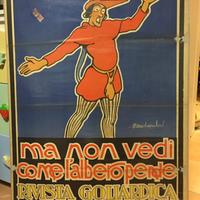 ma non vedi
come l'albero pende
RIVISTA GOLIARDICA